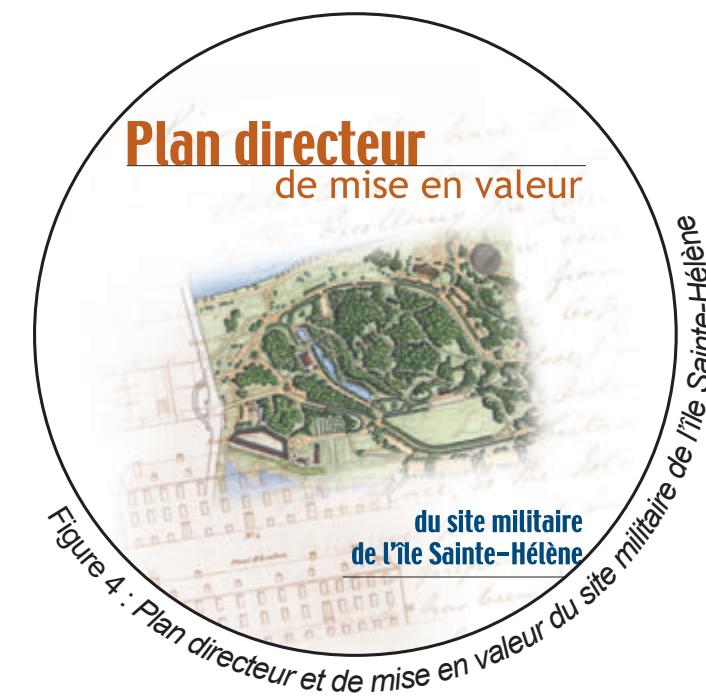 Plan directeur
de mise en valeur
du site militaire
de l'île Sainte-Hélène
Figure 4 : Plan directeur et de mise en valeur du site militaire de l'île Sainte-Hélène